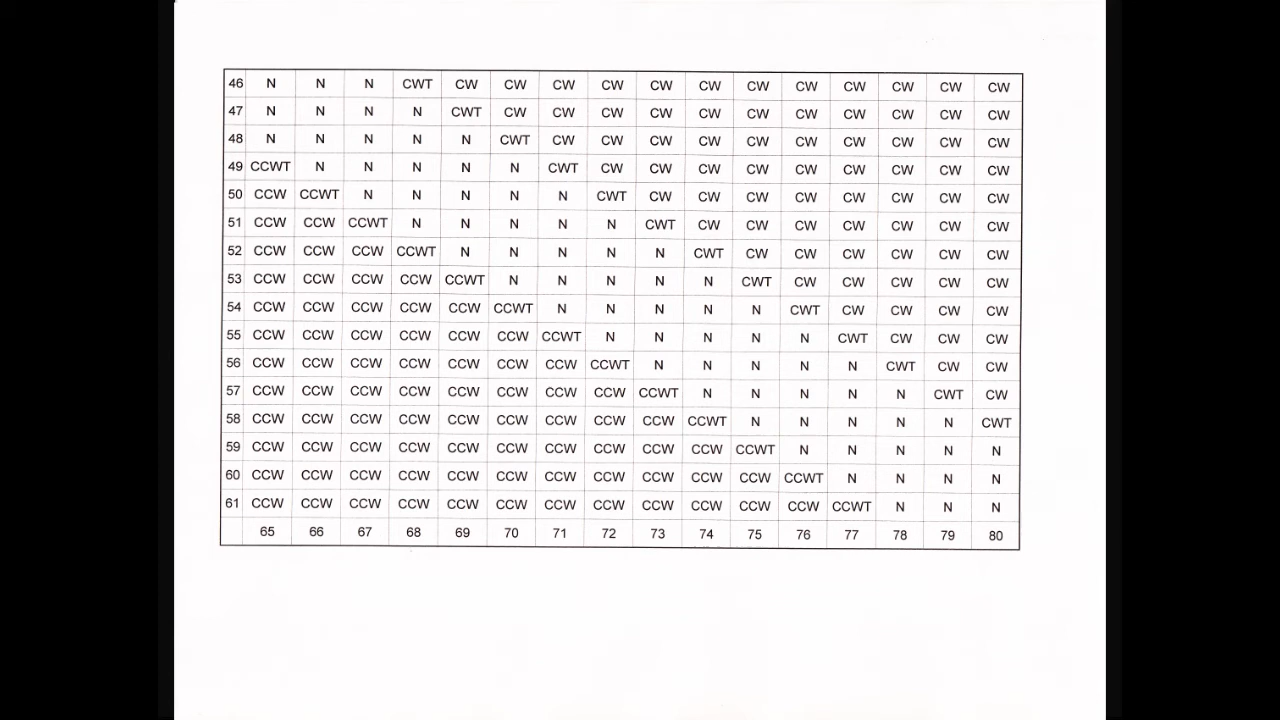 46 N N N CWT CW CW CW CW CW CW CW CW CW CW CW CW
47 N N N N CWT CW CW CW CW CW CW CW CW CW CW CW
48 N N N N N CWT CW CW CW CW CW CW CW CW CW CW
49 CCWT N N N N N CWT CW CW CW CW CW CW CW CW CW
50 CCW CCWT N N N N N CWT CW CW CW CW CW CW CW CW
51 CCW CCW CCWT N N N N N CWT CW CW CW CW CW CW CW
52 CCW CCW CCW CCWT N N N N N CWT CW CW CW CW CW CW
53 CCW CCW CCW CCW CCWT N N N N N CWT CW CW CW CW CW
54 CCW CCW CCW CCW CCW CCWT N N N N N CWT CW CW CW CW
55 CCW CCW CCW CCW CCW CCW CCWT N N N N N CWT CW CW CW
56 CCW CCW CCW CCW CCW CCW CCW CCWT N N N N N CWT CW CW
57 CCW CCW CCW CCW CCW CCW CCW CCW CCWT N N N N N CWT CW
58 CCW CCW CCW CCW CCW CCW CCW CCW CCW CCWT N N N N N CWT
59 CCW CCW CCW CCW CCW CCW CCW CCW CCW CCW CCWT N N N N N
60 CCW CCW CCW CCW CCW CCW CCW CCW CCW CCW CCW CCWT N N N N
61 CCW CCW CCW CCW CCW CCW CCW CCW CCW CCW CCW CCW CCWT N N N
65 66 67 68 69 70 71 72 73 74 75 76 77 78 79 80